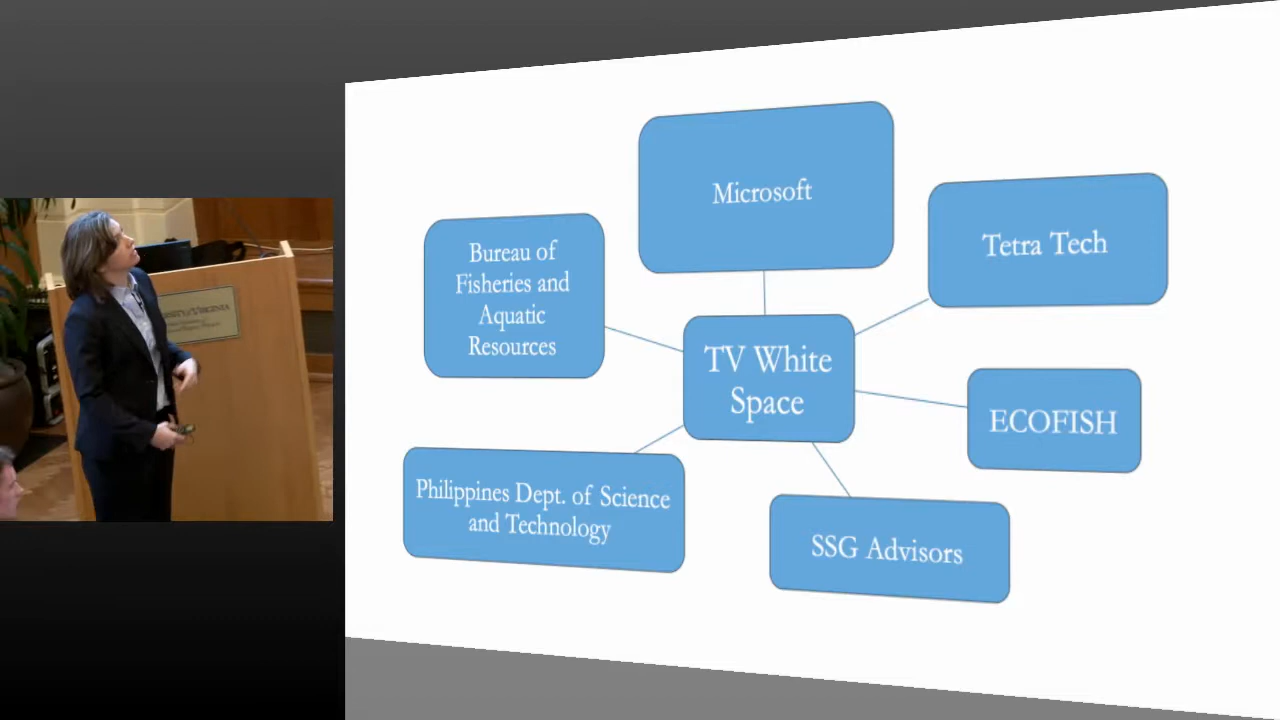 Microsoft
Tetra Tech
Bureau of
Fisheries and
Aquatic
Resources
TV White
Space
ECOFISH
Philippines Dept. of Science
and Technology
SSG Advisors
VIRGINIA